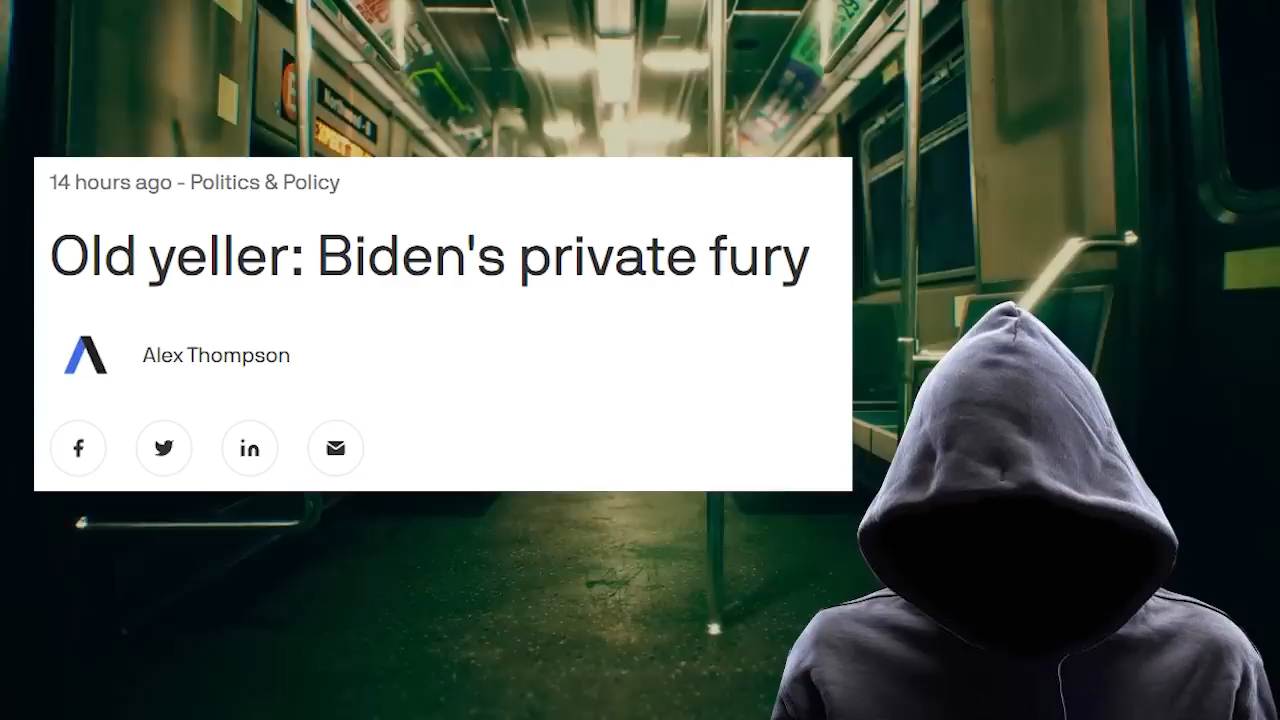 14 hours ago - Politics & Policy
Old yeller: Biden's private fury
Alex Thompson